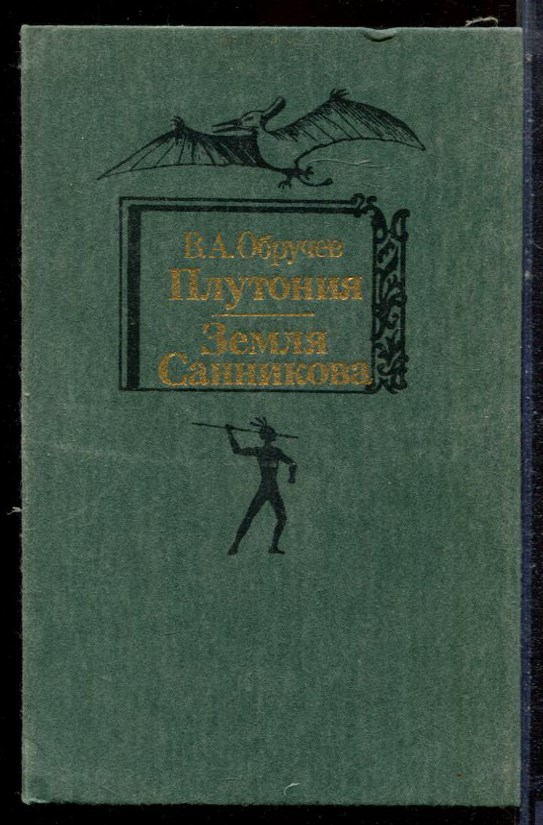 В.А.Обручев
Плутония
Земля
Санникова